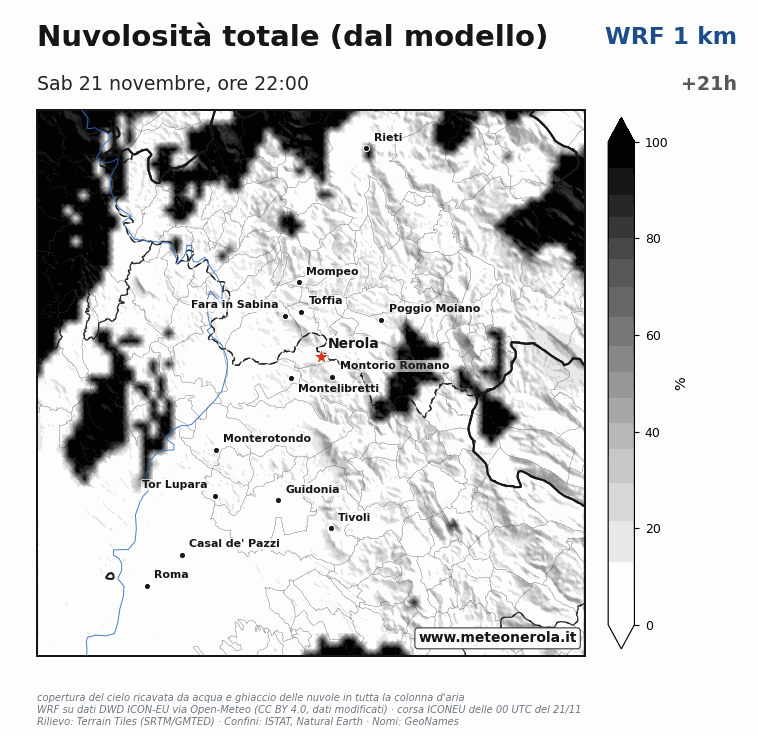 Nuvolosità totale (dal modello)
WRF 1 km
Sab 21 novembre, ore 22:00
+21h
Rieti
Mompeo
Fara in Sabina
Toffia
Poggio Moiano
Nerola
Montorio Romano
Montelibretti
Monterotondo
Tor Lupara
Guidonia
Tivoli
Casal de' Pazzi
Roma
www.meteonerola.it
100
80
60
40
20
0
%
copertura del cielo ricavata da acqua e ghiaccio delle nuvole in tutta la colonna d'aria
WRF su dati DWD ICON-EU via Open-Meteo (CC BY 4.0, dati modificati) · corsa ICONEU delle 00 UTC del 21/11
Rilievo: Terrain Tiles (SRTM/GMTED) · Confini: ISTAT, Natural Earth · Nomi: GeoNames